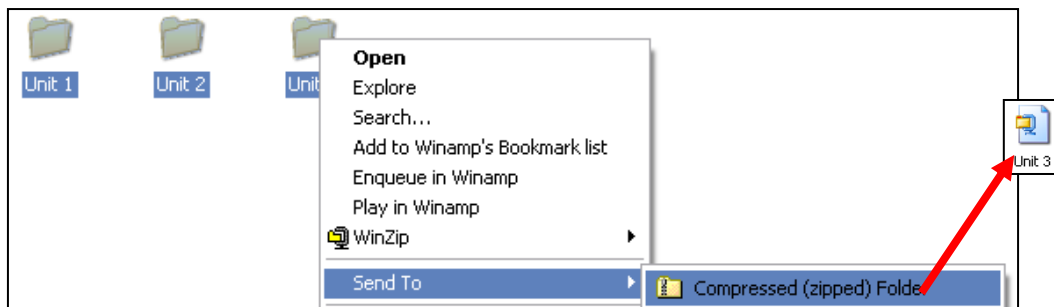 Unit 1
Unit 2
Unit
Open
Explore
Search...
Add to Winamp's Bookmark list
Enqueue in Winamp
Play in Winamp
WinZip
Send To
Compressed (zipped) Folde
Unit 3